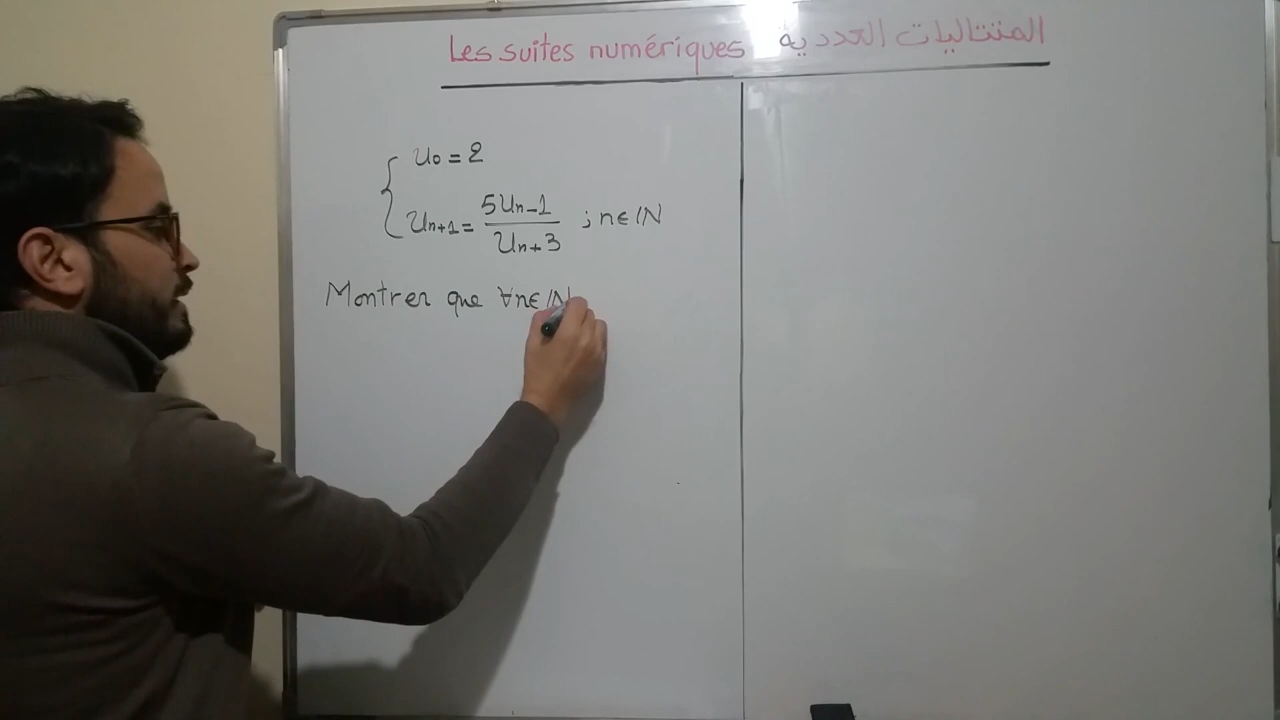 Les suites numériques المتتاليات العددية
U0 = 2
Un+1 = (5Un-1)/(Un+3) ; n∈IN
Montrer que ∀n∈IN